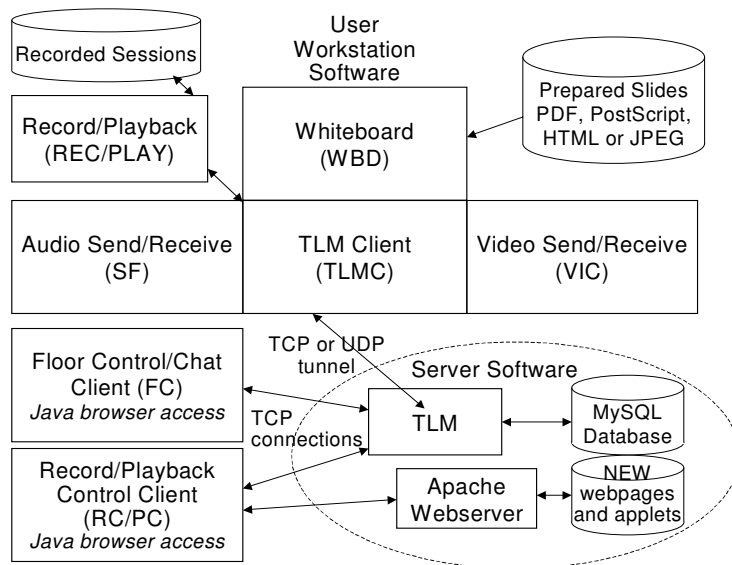 Recorded Sessions
User
Workstation
Software
Prepared Slides
PDF, PostScript,
HTML or JPEG
Record/Playback
(REC/PLAY)
Whiteboard
(WBD)
Audio Send/Receive
(SF)
TLM Client
(TLMC)
Video Send/Receive
(VIC)
TCP or UDP
tunnel
Floor Control/Chat
Client (FC)
Java browser access
Server Software
TCP
connections
TLM
MySQL
Database
Record/Playback
Control Client
(RC/PC)
Java browser access
Apache
Webserver
NEW
webpages
and applets